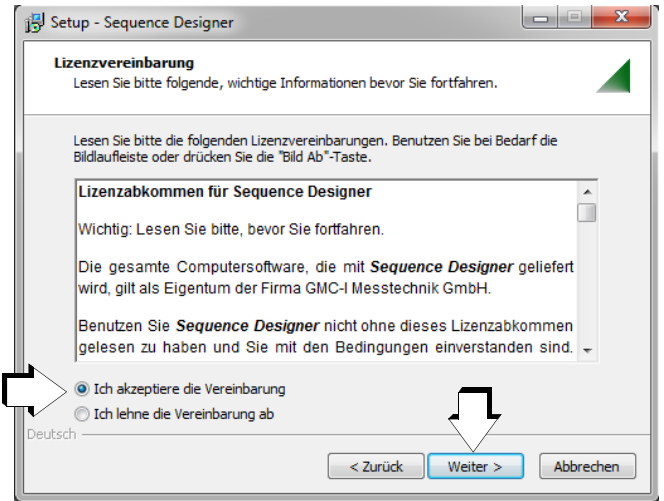 Setup - Sequence Designer
Lizenzvereinbarung
Lesen Sie bitte folgende, wichtige Informationen bevor Sie fortfahren.
Lesen Sie bitte die folgenden Lizenzvereinbarungen. Benutzen Sie bei Bedarf die
Bildlaufleiste oder drücken Sie die "Bild Ab"-Taste.
Lizenzabkommen für Sequence Designer
Wichtig: Lesen Sie bitte, bevor Sie fortfahren.
Die gesamte Computersoftware, die mit Sequence Designer geliefert
wird, gilt als Eigentum der Firma GMC-I Messtechnik GmbH.
Benutzen Sie Sequence Designer nicht ohne dieses Lizenzabkommen
gelesen zu haben und Sie mit den Bedingungen einverstanden sind.
Ich akzeptiere die Vereinbarung
Ich lehne die Vereinbarung ab
Deutsch
< Zurück Weiter > Abbrechen